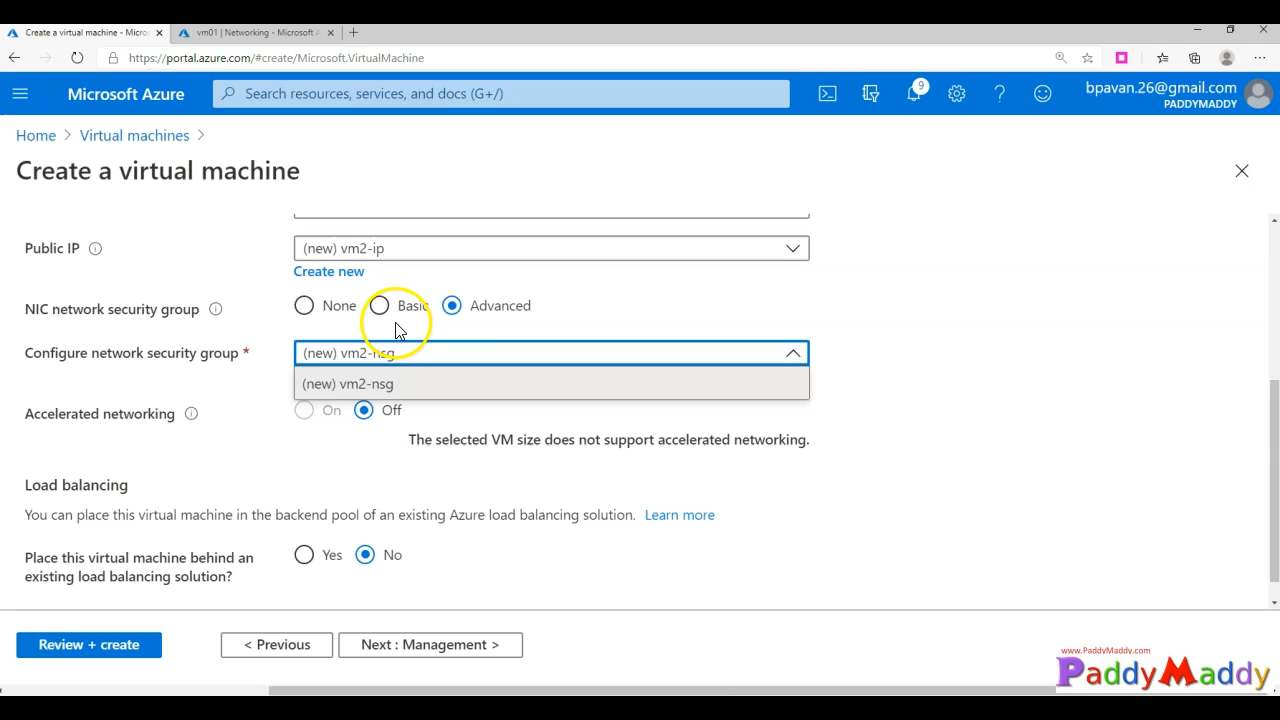 Create a virtual machine - Micro
vm01 | Networking - Microsoft A
https://portal.azure.com/#create/Microsoft.VirtualMachine
Microsoft Azure
Search resources, services, and docs (G+/)
9
bpavan.26@gmail.com
PADDYMADDY
Home > Virtual machines >
Create a virtual machine
Public IP
(new) vm2-ip
Create new
NIC network security group
None Basic Advanced
Configure network security group *
(new) vm2-nsg
(new) vm2-nsg
Accelerated networking
On Off
The selected VM size does not support accelerated networking.
Load balancing
You can place this virtual machine in the backend pool of an existing Azure load balancing solution. Learn more
Place this virtual machine behind an
existing load balancing solution?
Yes No
Review + create
< Previous
Next : Management >
www.PaddyMaddy.com
PaddyMaddy